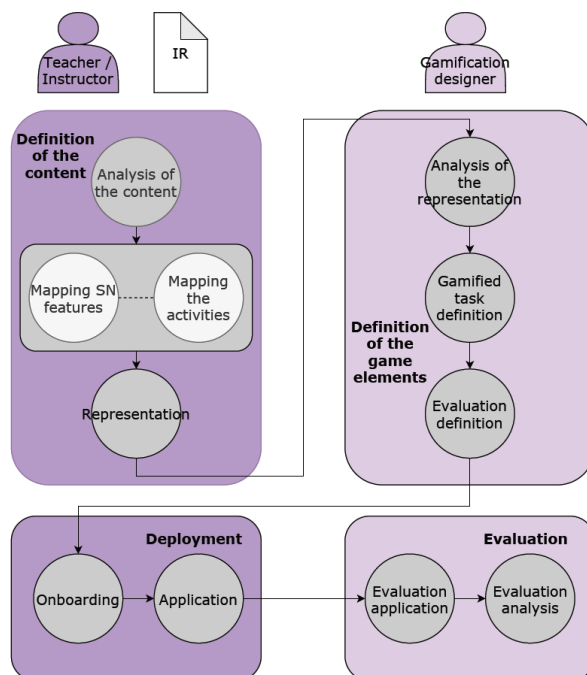 Teacher /
Instructor
IR
Gamification
designer
Definition
of the
content
Analysis of
the content
Mapping SN
features
Mapping
the
activities
Representation
Analysis of
the
representation
Gamified
task
definition
Definition
of the
game
elements
Evaluation
definition
Deployment
Onboarding
Application
Evaluation
Evaluation
application
Evaluation
analysis